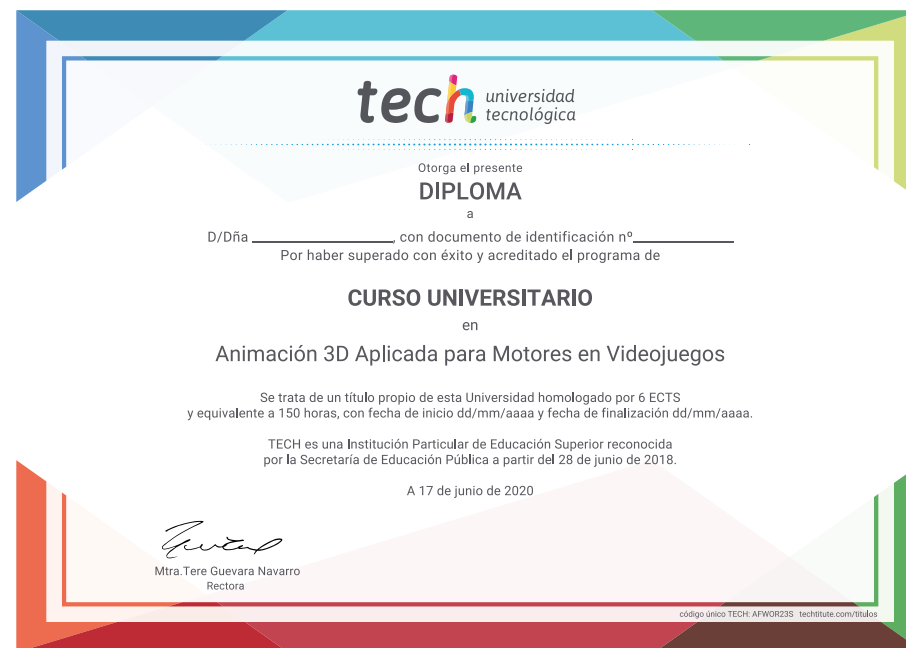 tech universidad
tecnológica
Otorga el presente
DIPLOMA
a
D/Dña ____________________, con documento de identificación nº______________
Por haber superado con éxito y acreditado el programa de
CURSO UNIVERSITARIO
en
Animación 3D Aplicada para Motores en Videojuegos
Se trata de un título propio de esta Universidad homologado por 6 ECTS
y equivalente a 150 horas, con fecha de inicio dd/mm/aaaa y fecha de finalización dd/mm/aaaa.
TECH es una Institución Particular de Educación Superior reconocida
por la Secretaría de Educación Pública a partir del 28 de junio de 2018.
A 17 de junio de 2020
Mtra.Tere Guevara Navarro
Rectora
código único TECH: AFWOR23S techtitute.com/titulos